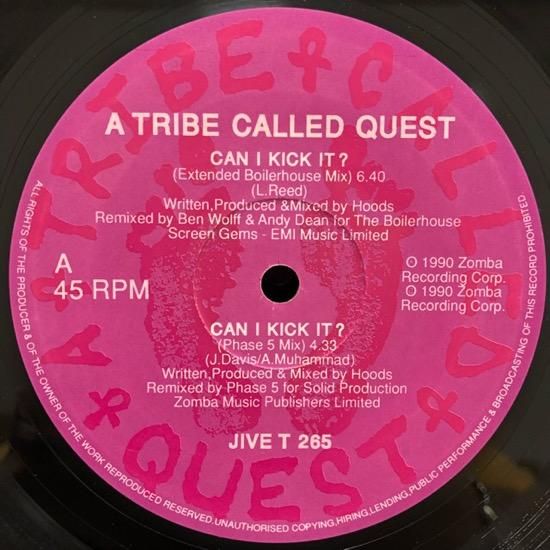 A TRIBE CALLED QUEST
A TRIBE CALLED QUEST
CAN I KICK IT?
(Extended Boilerhouse Mix) 6.40
(L.Reed)
Written,Produced &Mixed by Hoods
Remixed by Ben Wolff & Andy Dean for The Boilerhouse
Screen Gems - EMI Music Limited
A
45 RPM
℗ 1990 Zomba
Recording Corp.
© 1990 Zomba
Recording Corp.
CAN I KICK IT?
(Phase 5 Mix) 4.33
(J.Davis/A.Muhammad)
Written,Produced & Mixed by Hoods
Remixed by Phase 5 for Solid Production
Zomba Music Publishers Limited
JIVE T 265
ALL RIGHTS OF THE PRODUCER & OF THE OWNER OF THE WORK REPRODUCED RESERVED.UNAUTHORISED COPYING,HIRING,LENDING,PUBLIC PERFORMANCE & BROADCASTING OF THIS RECORD PROHIBITED.